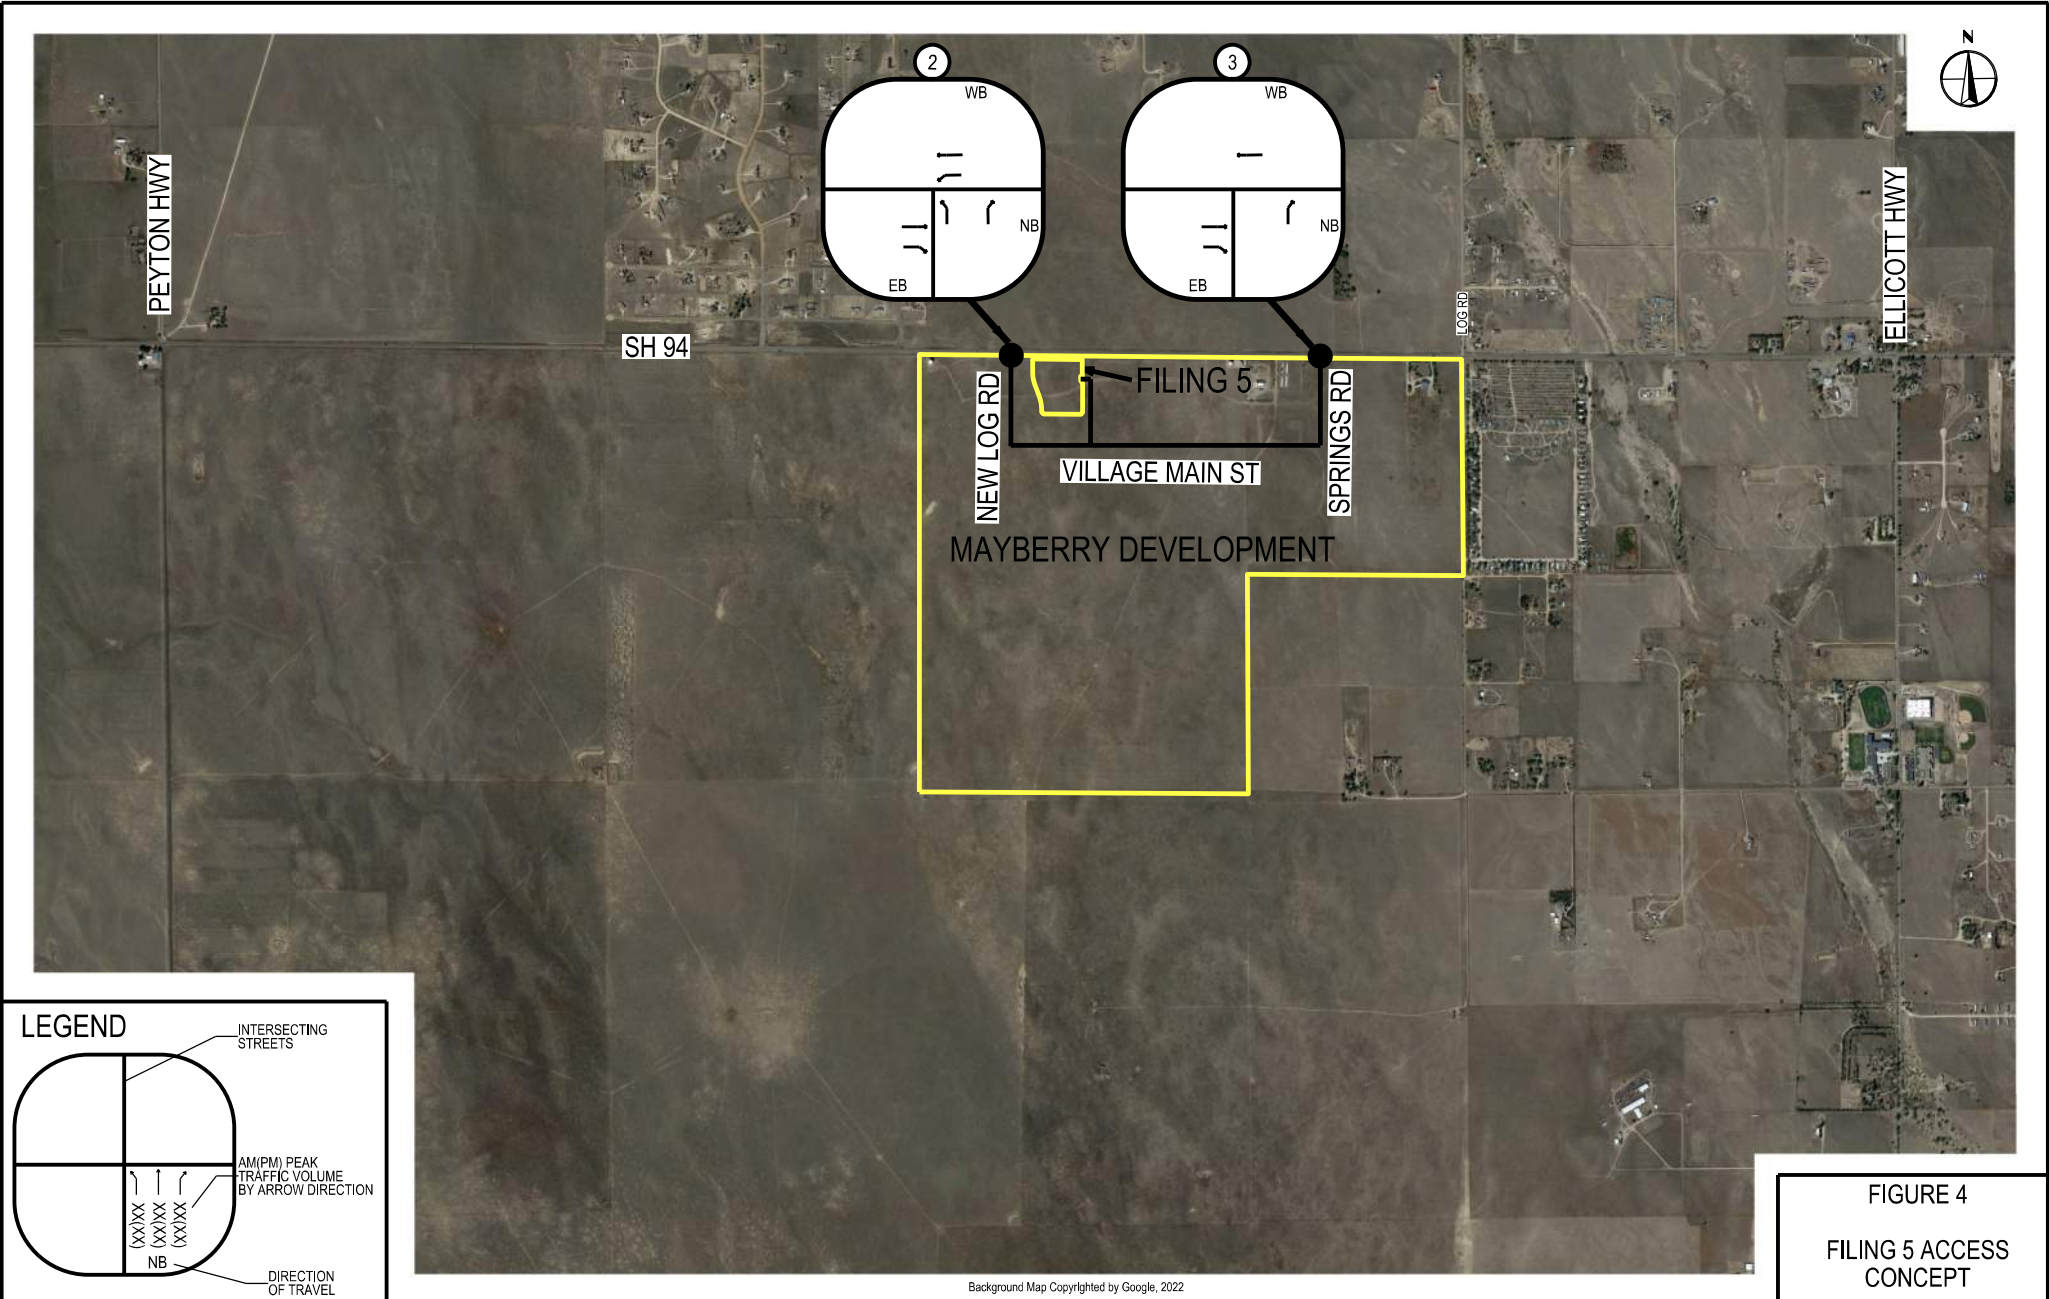 N
2
3
WB
WB
NB
NB
EB
EB
PEYTON HWY
ELLICOTT HWY
LOG RD
SH 94
FILING 5
NEW LOG RD
SPRINGS RD
VILLAGE MAIN ST
MAYBERRY DEVELOPMENT
LEGEND
INTERSECTING
STREETS
AM(PM) PEAK
TRAFFIC VOLUME
BY ARROW DIRECTION
XX(XX)
XX(XX)
XX(XX)
NB
DIRECTION
OF TRAVEL
Background Map Copyrighted by Google, 2022
FIGURE 4
FILING 5 ACCESS
CONCEPT